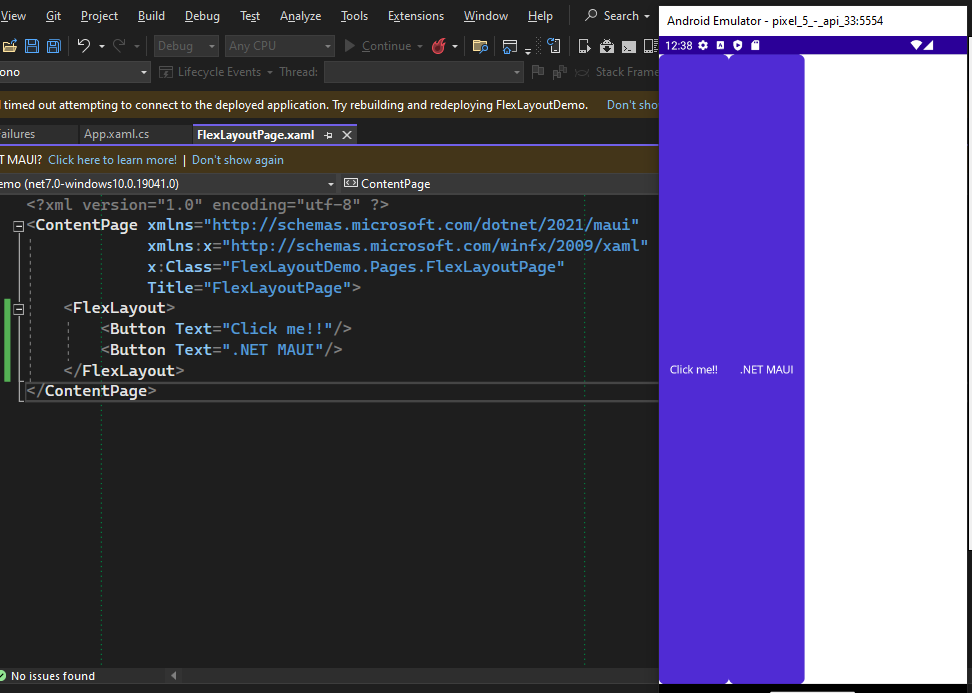 View Git Project Build Debug Test Analyze Tools Extensions Window Help Search
Debug Any CPU Continue
ono Lifecycle Events Thread: Stack Frame
timed out attempting to connect to the deployed application. Try rebuilding and redeploying FlexLayoutDemo. Don't sho
ailures App.xaml.cs FlexLayoutPage.xaml
T MAUI? Click here to learn more! | Don't show again
emo (net7.0-windows10.0.19041.0) ContentPage
<?xml version="1.0" encoding="utf-8" ?>
<ContentPage xmlns="http://schemas.microsoft.com/dotnet/2021/maui"
xmlns:x="http://schemas.microsoft.com/winfx/2009/xaml"
x:Class="FlexLayoutDemo.Pages.FlexLayoutPage"
Title="FlexLayoutPage">
<FlexLayout>
<Button Text="Click me!!"/>
<Button Text=".NET MAUI"/>
</FlexLayout>
</ContentPage>
No issues found
Android Emulator - pixel_5_-_api_33:5554
12:38
Click me!! .NET MAUI